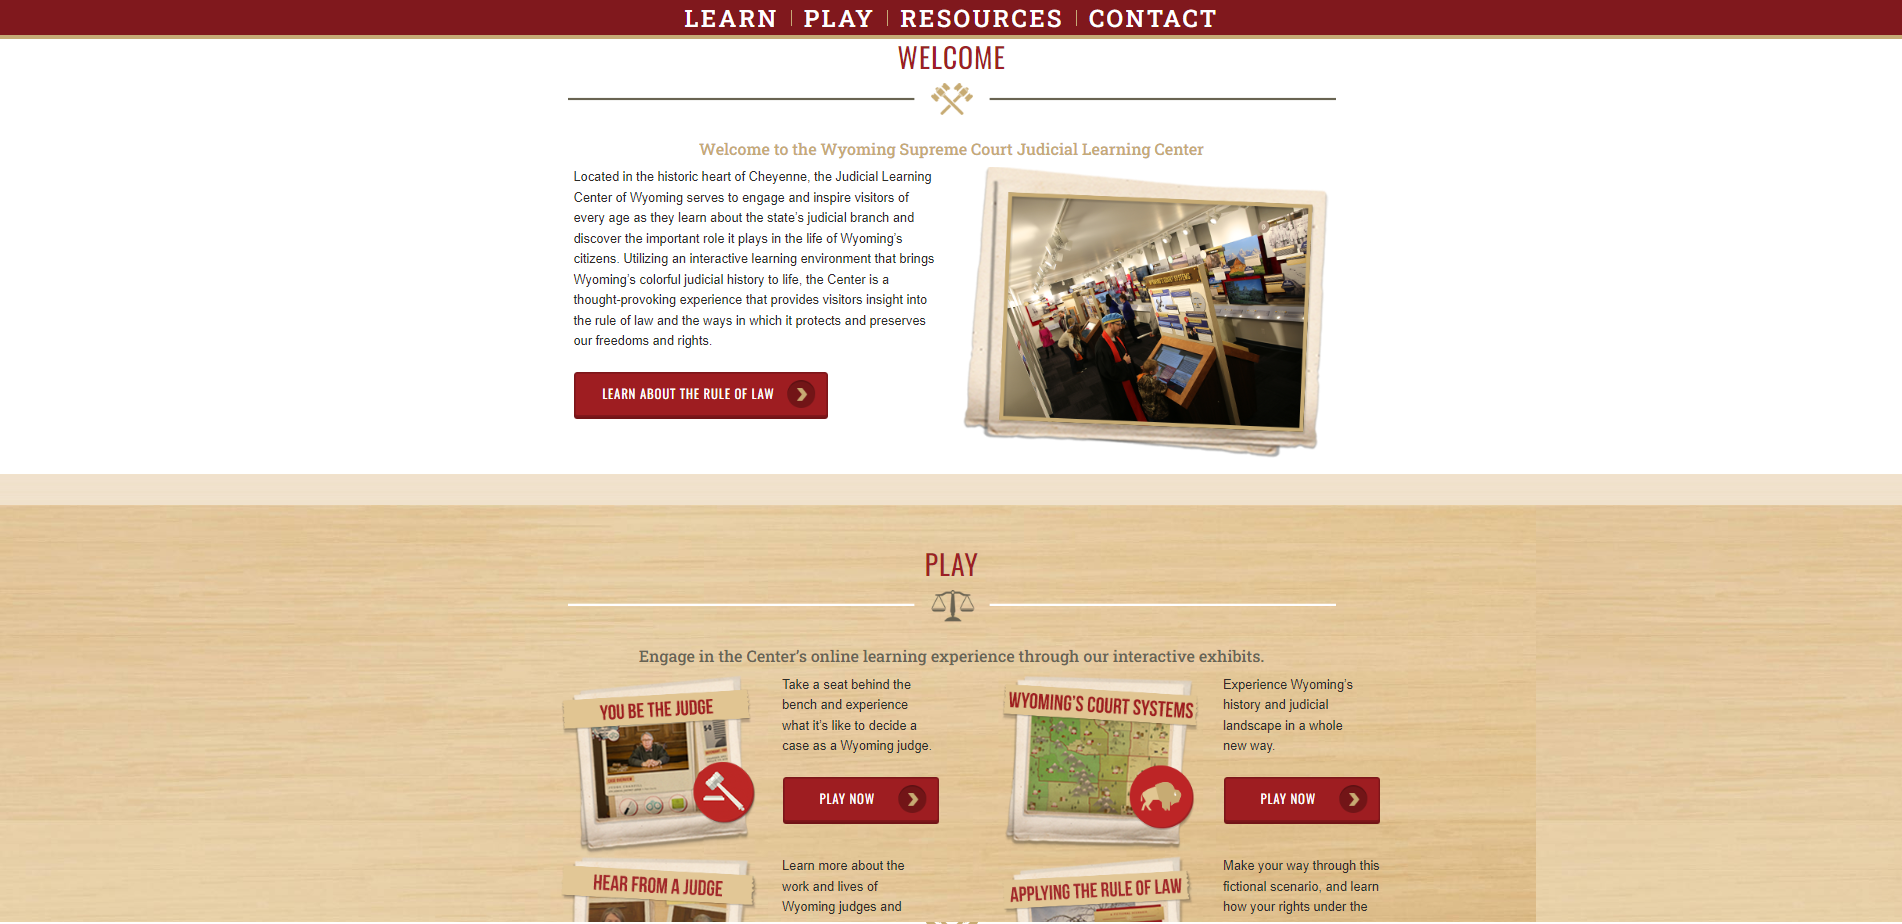 LEARN | PLAY | RESOURCES | CONTACT
WELCOME
Welcome to the Wyoming Supreme Court Judicial Learning Center
Located in the historic heart of Cheyenne, the Judicial Learning
Center of Wyoming serves to engage and inspire visitors of
every age as they learn about the state's judicial branch and
discover the important role it plays in the life of Wyoming's
citizens. Utilizing an interactive learning environment that brings
Wyoming's colorful judicial history to life, the Center is a
thought-provoking experience that provides visitors insight into
the rule of law and the ways in which it protects and preserves
our freedoms and rights.
LEARN ABOUT THE RULE OF LAW
PLAY
Engage in the Center's online learning experience through our interactive exhibits.
YOU BE THE JUDGE
Take a seat behind the
bench and experience
what it's like to decide a
case as a Wyoming judge.
PLAY NOW
WYOMING'S COURT SYSTEMS
Experience Wyoming's
history and judicial
landscape in a whole
new way.
PLAY NOW
HEAR FROM A JUDGE
Learn more about the
work and lives of
Wyoming judges and
APPLYING THE RULE OF LAW
Make your way through this
fictional scenario, and learn
how your rights under the